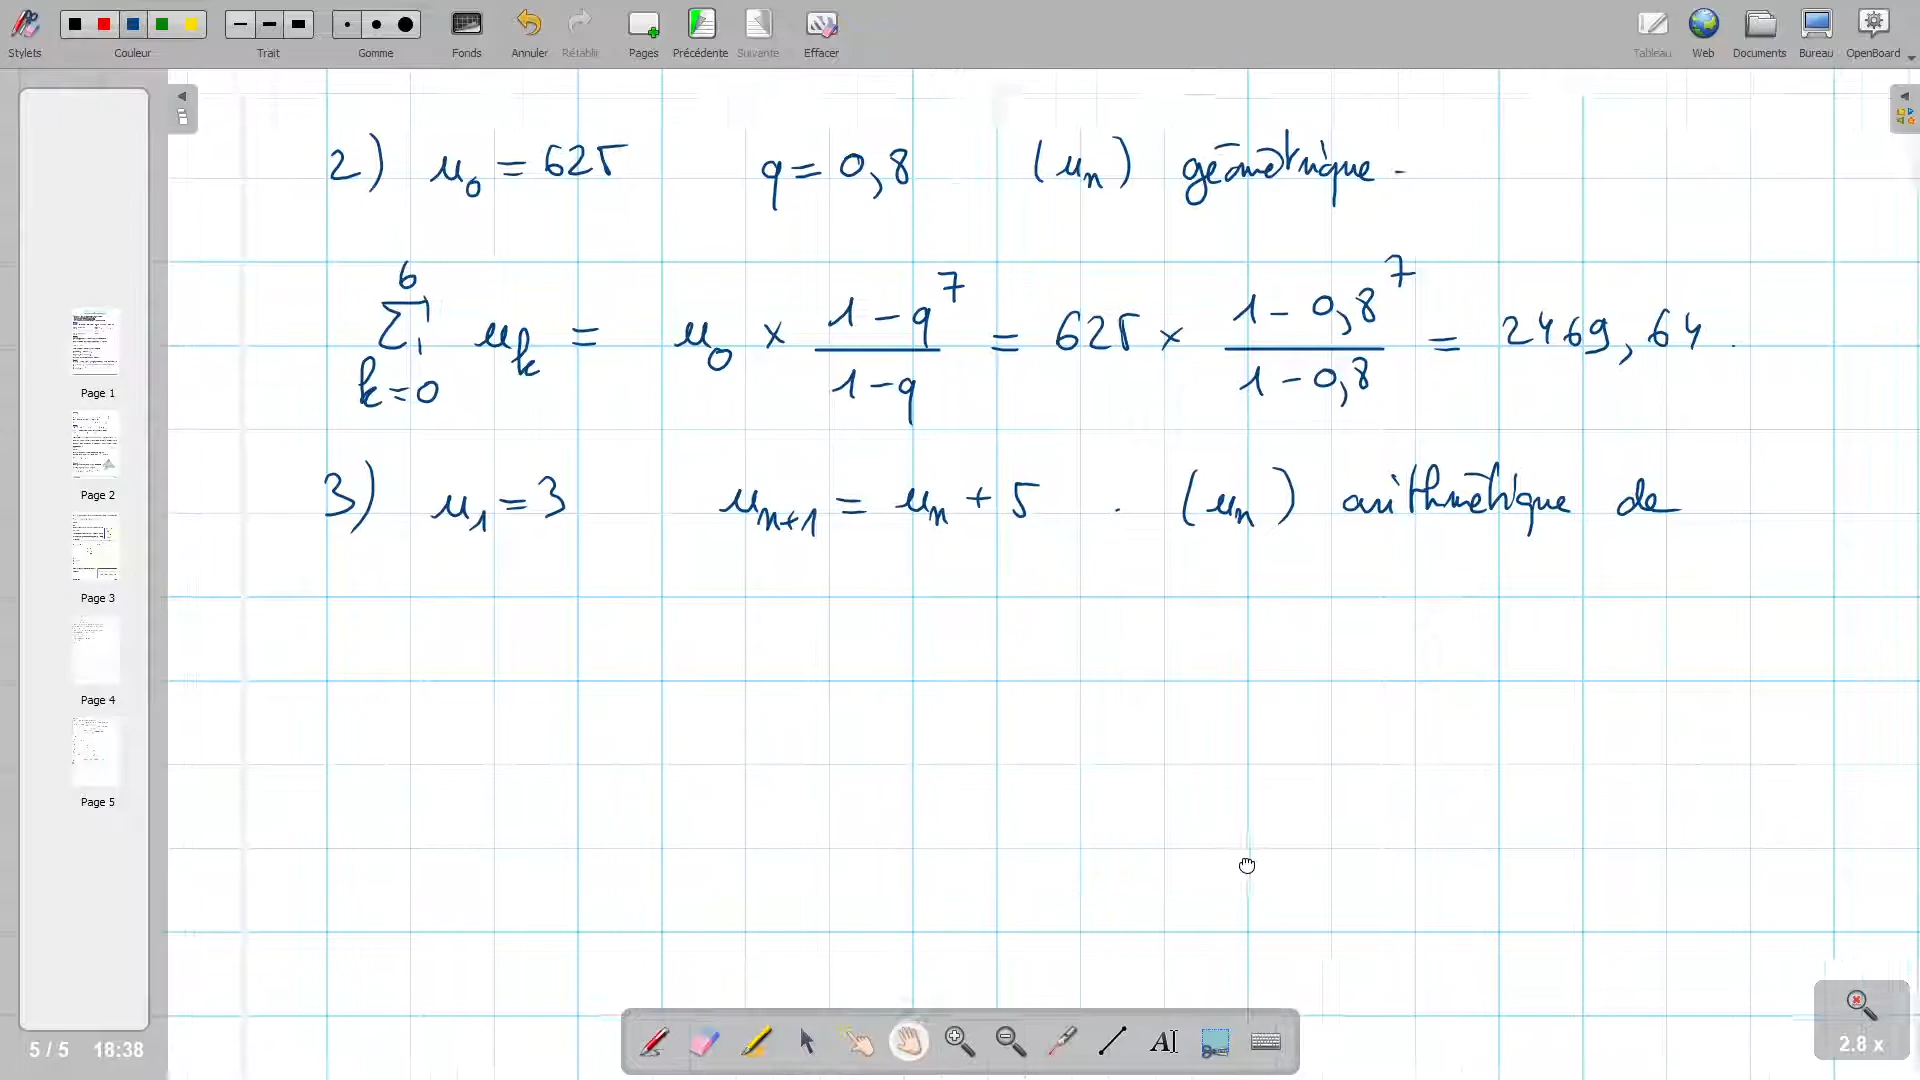 Stylets Couleur Trait Gomme Fonds Annuler Rétablir Pages Précédente Suivante Effacer Tableau Web Documents Bureau OpenBoard
2) u₀ = 625 q = 0,8 (uₙ) géométrique.
6
∑ uₖ = u₀ × (1 - q⁷)/(1 - q) = 625 × (1 - 0,8⁷)/(1 - 0,8) = 2469,64.
k=0
3) u₁ = 3 uₙ₊₁ = uₙ + 5 . (uₙ) arithmétique de
Page 1
Page 2
Page 3
Page 4
Page 5
5 / 5 18:38
AI
2.8 x